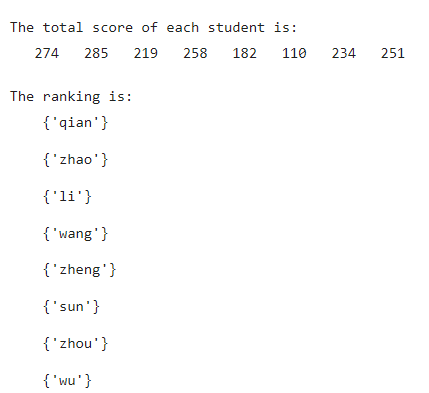 The total score of each student is:
274 285 219 258 182 110 234 251
The ranking is:
{'qian'}
{'zhao'}
{'li'}
{'wang'}
{'zheng'}
{'sun'}
{'zhou'}
{'wu'}